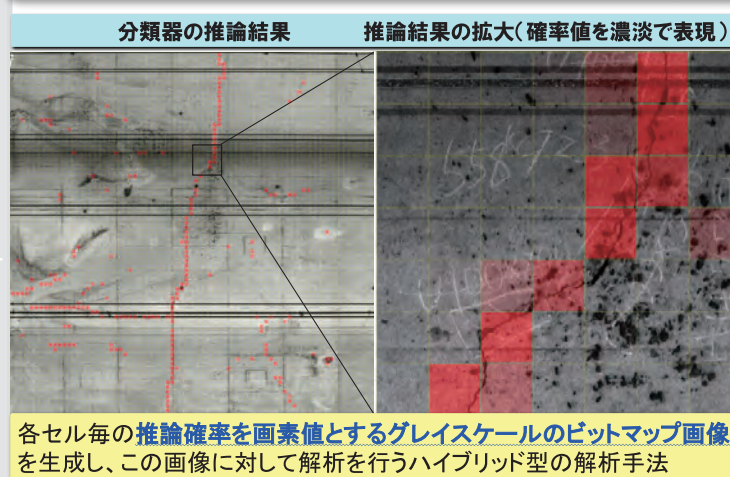 分類器の推論結果
推論結果の拡大(確率値を濃淡で表現)
各セル毎の推論確率を画素値とするグレイスケールのビットマップ画像
を生成し、この画像に対して解析を行うハイブリッド型の解析手法